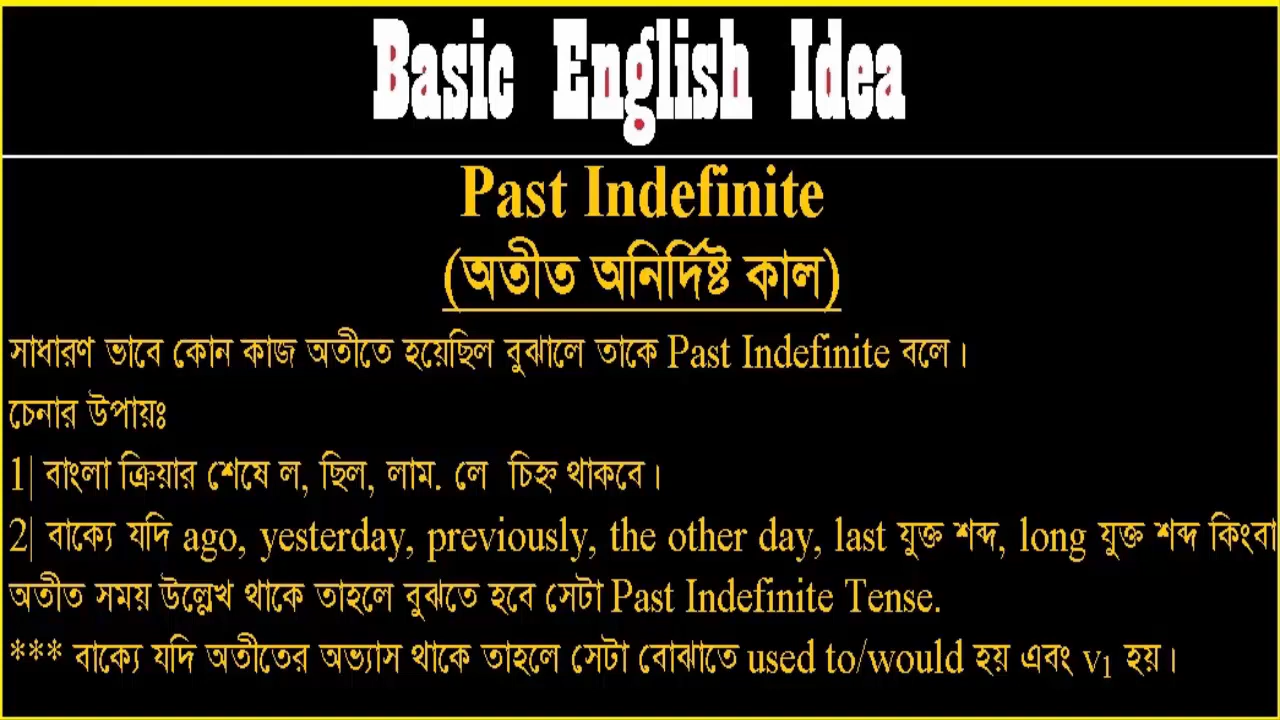 Basic English Idea
Past Indefinite
(অতীত অনির্দিষ্ট কাল)
সাধারণ ভাবে কোন কাজ অতীতে হয়েছিল বুঝালে তাকে Past Indefinite বলে।
চেনার উপায়ঃ
1| বাংলা ক্রিয়ার শেষে ল, ছিল, লাম. লে চিহ্ন থাকবে।
2| বাক্যে যদি ago, yesterday, previously, the other day, last যুক্ত শব্দ, long যুক্ত শব্দ কিংবা
অতীত সময় উল্লেখ থাকে তাহলে বুঝতে হবে সেটা Past Indefinite Tense.
*** বাক্যে যদি অতীতের অভ্যাস থাকে তাহলে সেটা বোঝাতে used to/would হয় এবং v₁ হয়।